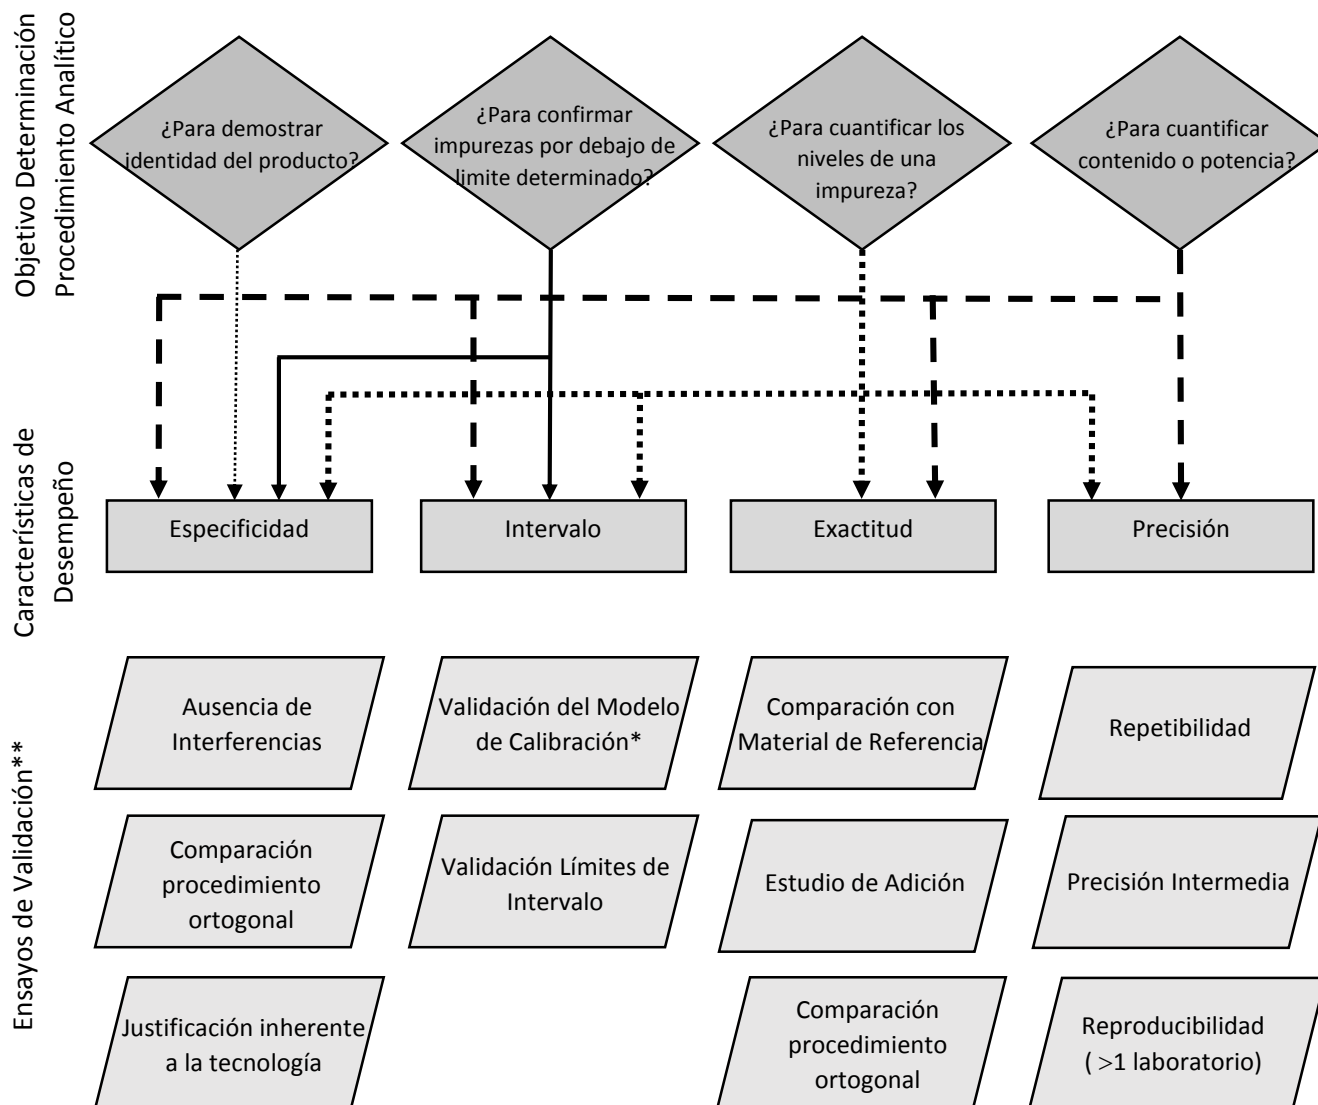 Objetivo Determinación
Procedimiento Analítico
¿Para demostrar
identidad del producto?
¿Para confirmar
impurezas por debajo de
limite determinado?
¿Para cuantificar los
niveles de una
impureza?
¿Para cuantificar
contenido o potencia?
Características de
Desempeño
Especificidad
Intervalo
Exactitud
Precisión
Ensayos de Validación**
Ausencia de
Interferencias
Validación del Modelo
de Calibración*
Comparación con
Material de Referencia
Repetibilidad
Comparación
procedimiento
ortogonal
Validación Límites de
Intervalo
Estudio de Adición
Precisión Intermedia
Justificación inherente
a la tecnología
Comparación
procedimiento
ortogonal
Reproducibilidad
( >1 laboratorio)